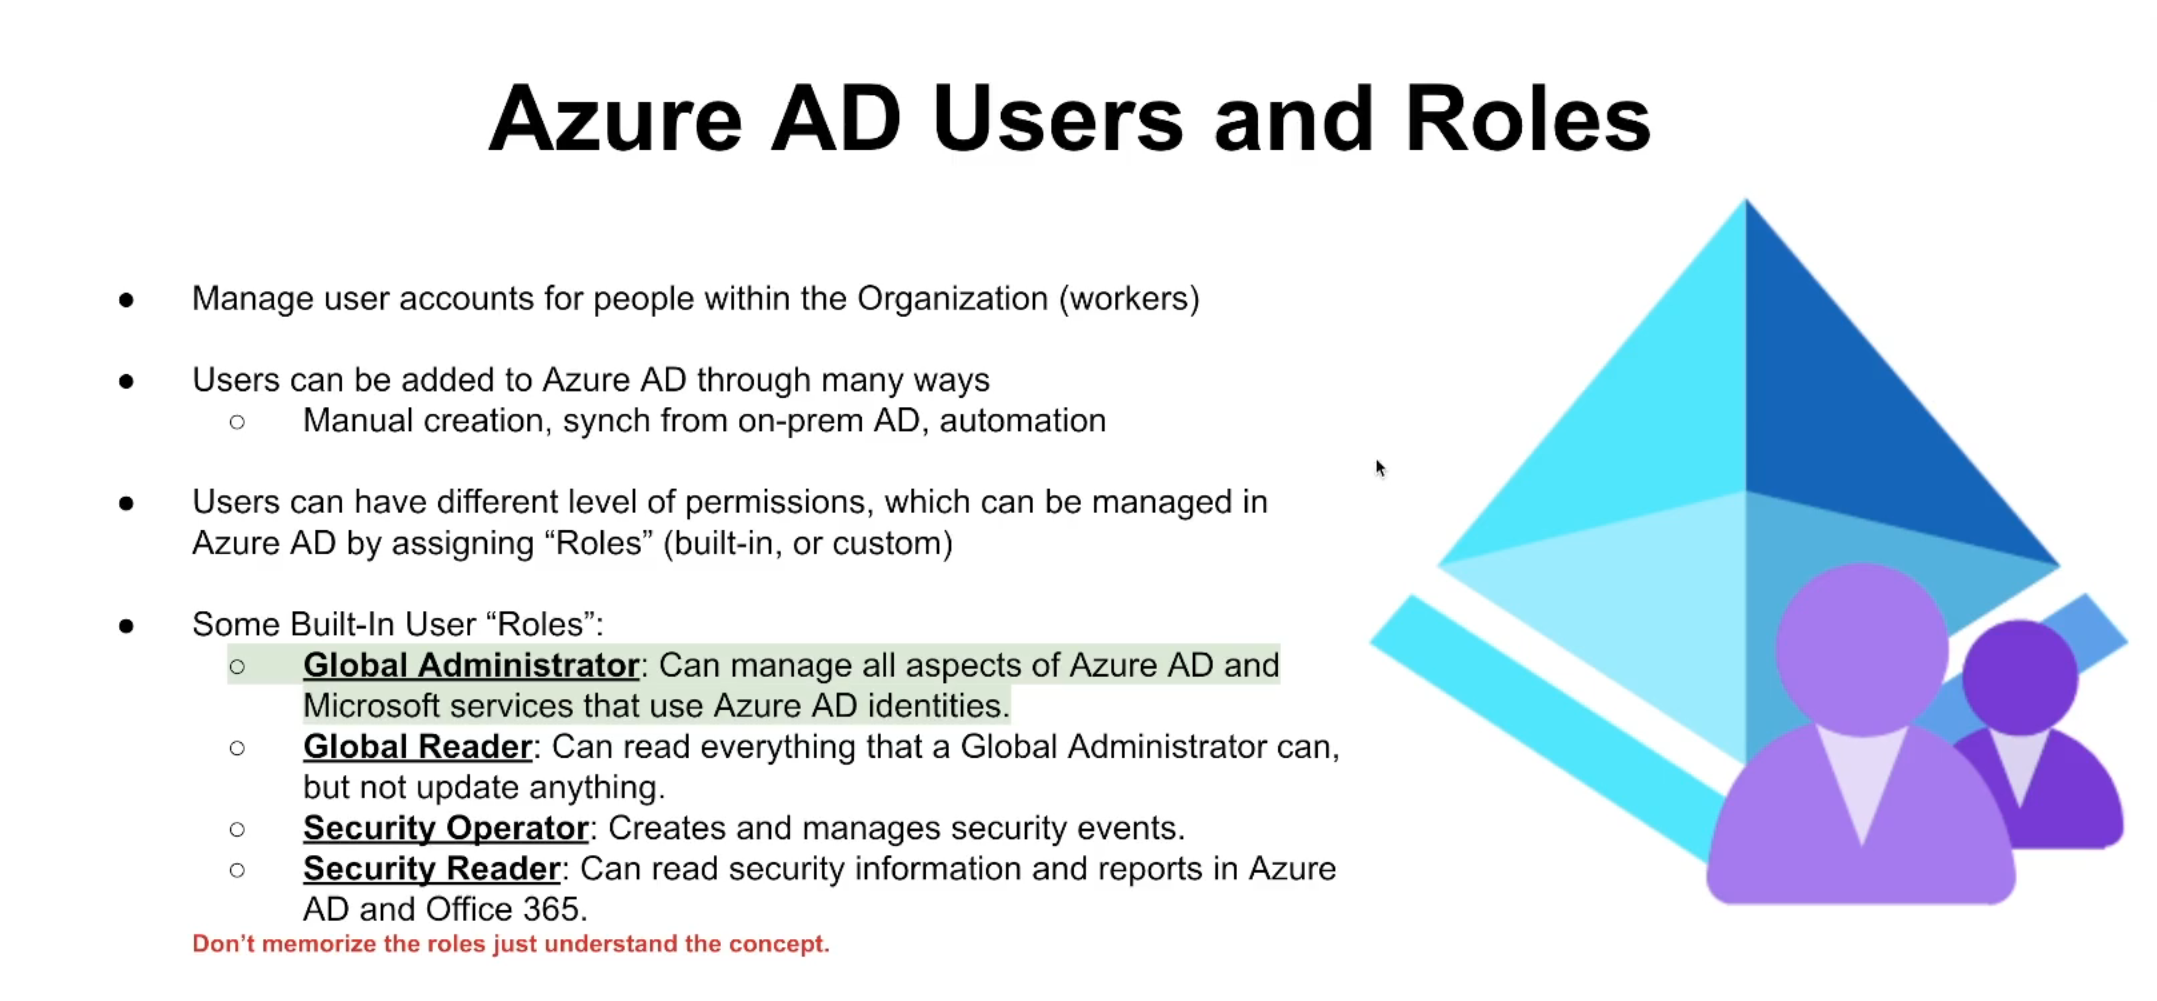 Azure AD Users and Roles
● Manage user accounts for people within the Organization (workers)
● Users can be added to Azure AD through many ways
○ Manual creation, synch from on-prem AD, automation
● Users can have different level of permissions, which can be managed in
Azure AD by assigning “Roles” (built-in, or custom)
● Some Built-In User “Roles”:
○ Global Administrator: Can manage all aspects of Azure AD and
Microsoft services that use Azure AD identities.
○ Global Reader: Can read everything that a Global Administrator can,
but not update anything.
○ Security Operator: Creates and manages security events.
○ Security Reader: Can read security information and reports in Azure
AD and Office 365.
Don’t memorize the roles just understand the concept.